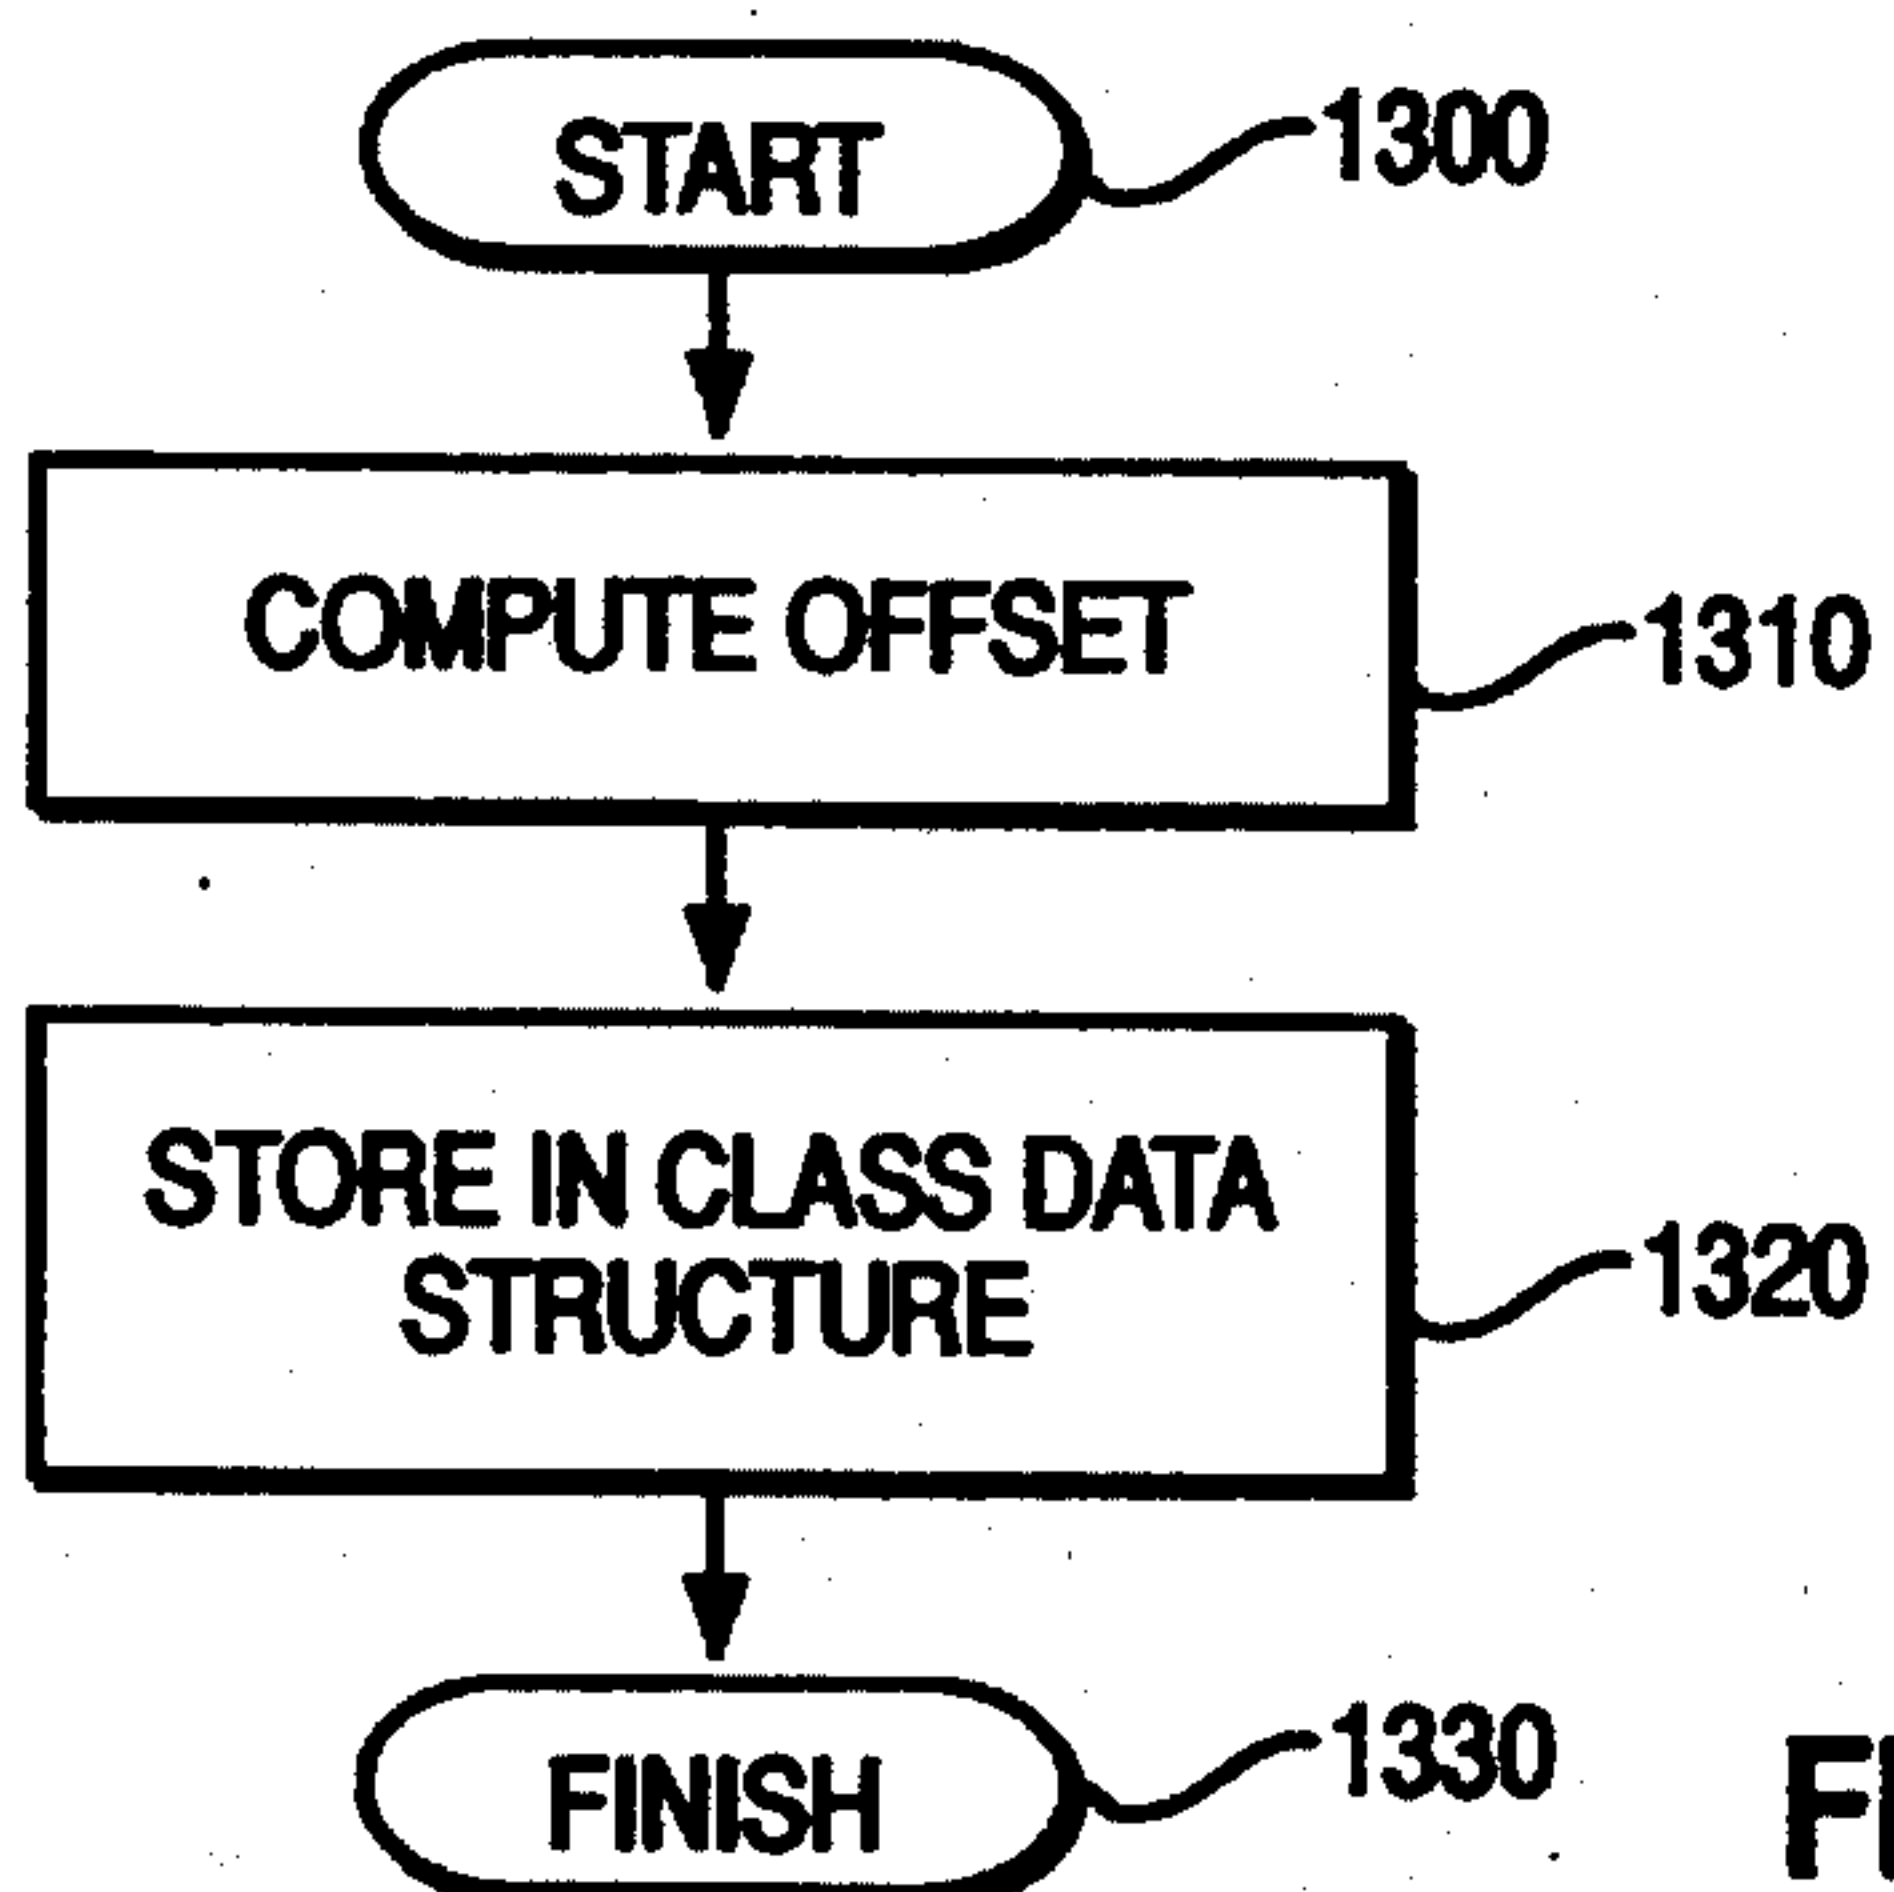 START
1300
COMPUTE OFFSET
1310
STORE IN CLASS DATA
STRUCTURE
1320
FINISH
1330